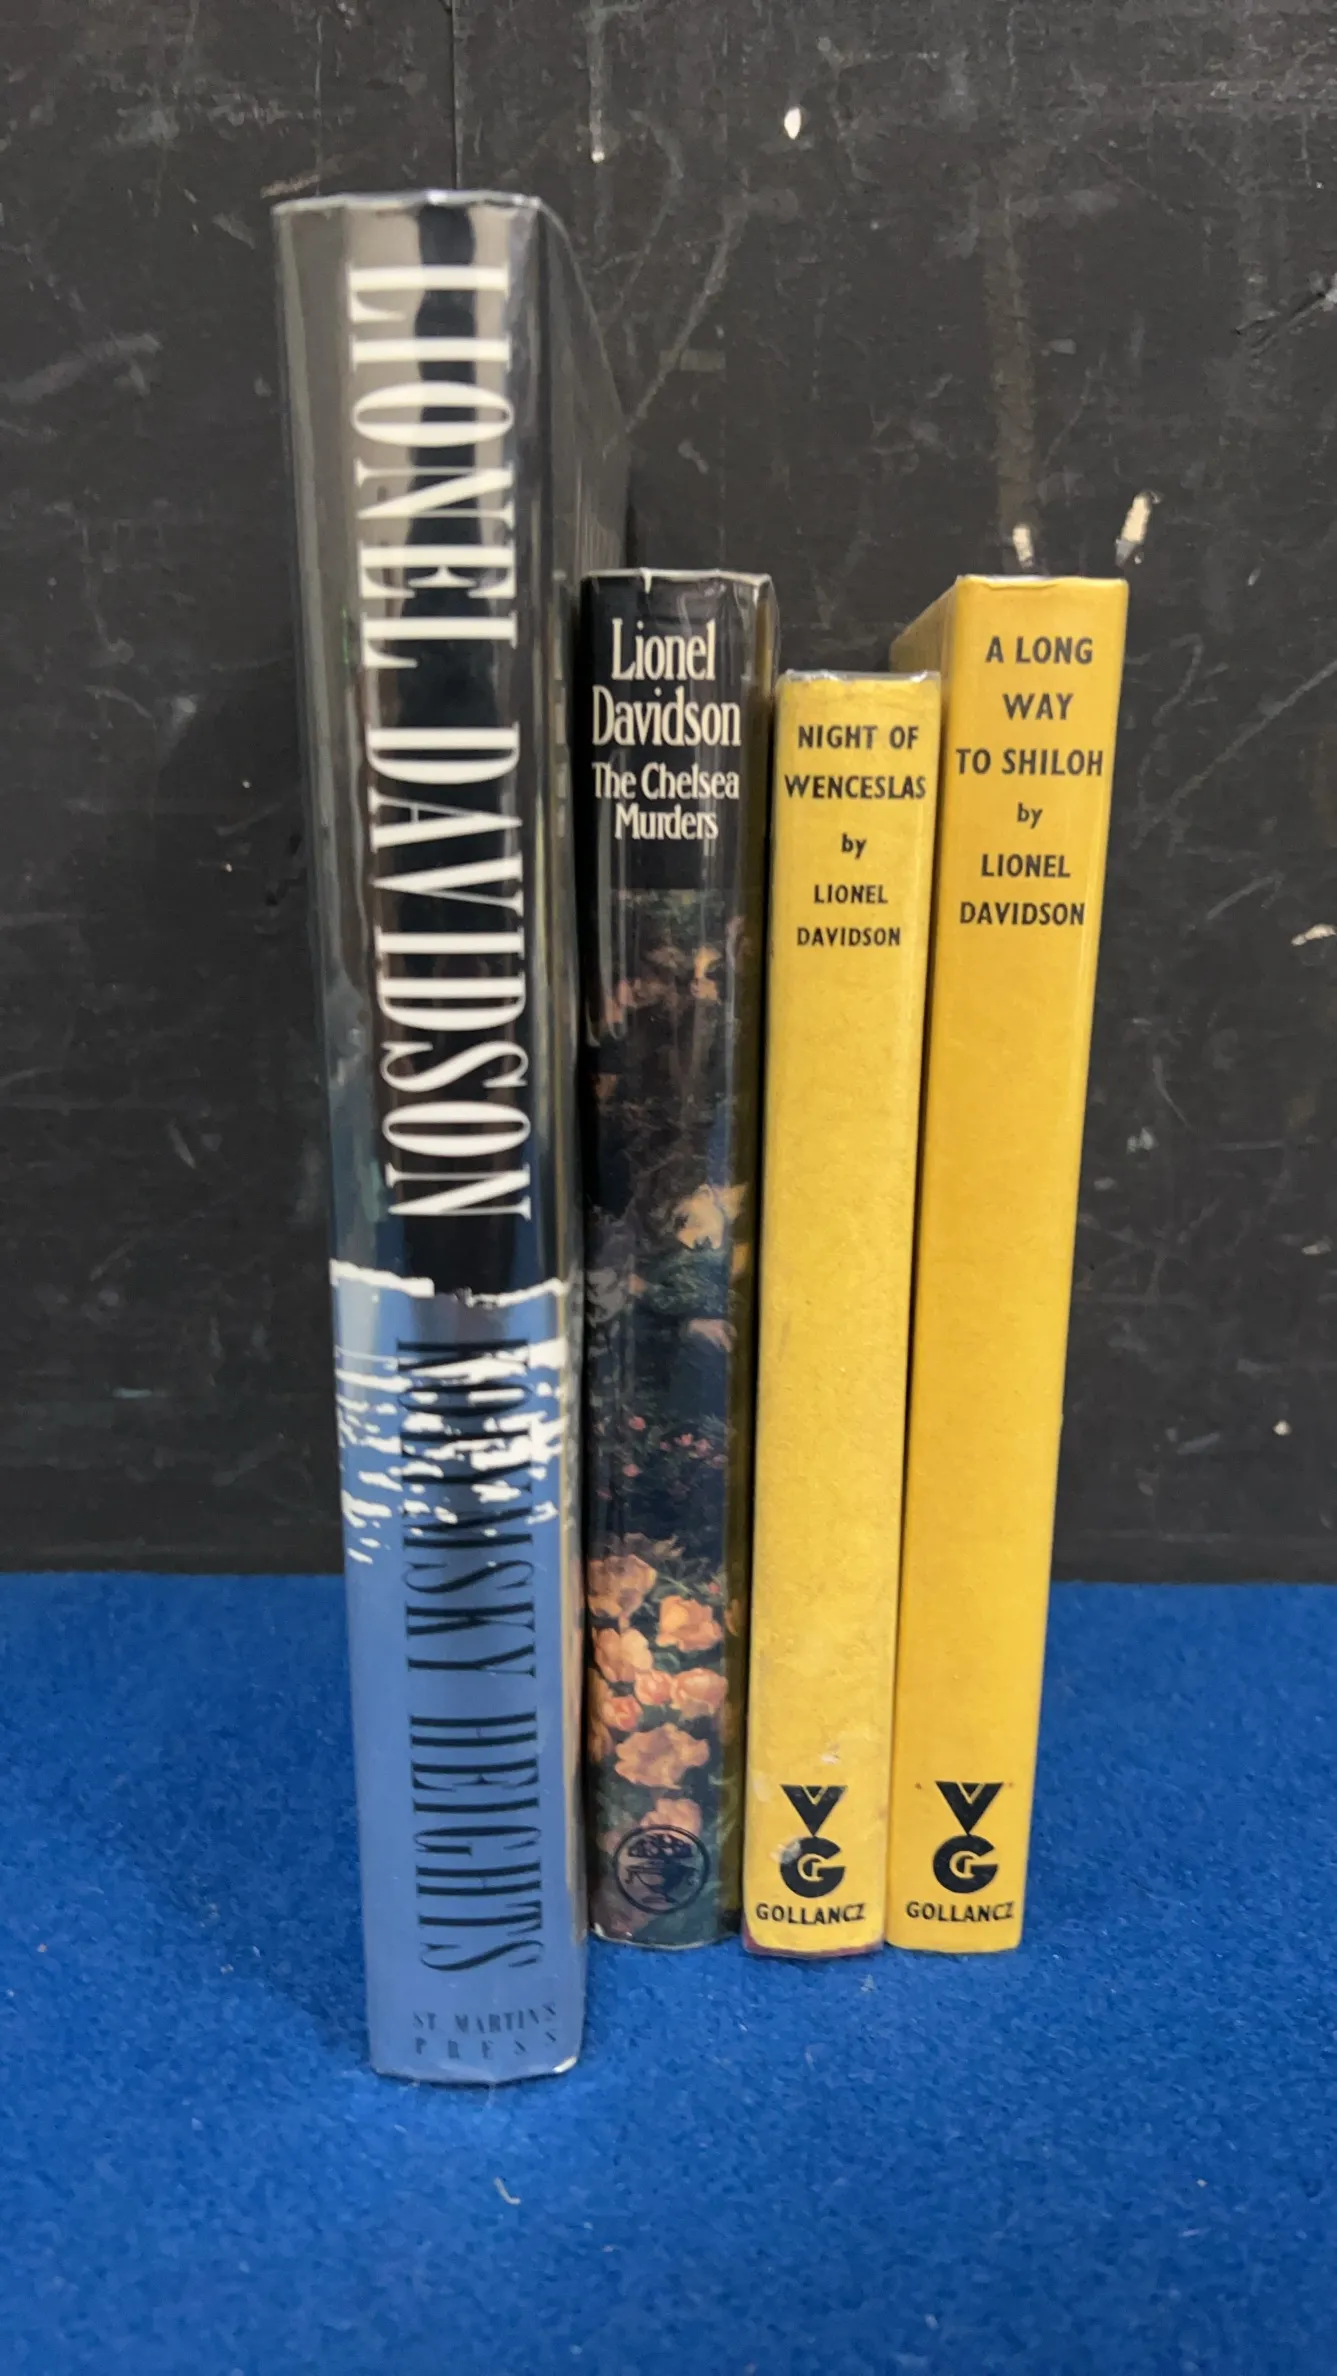 LIONEL DAVIDSON
KOLYMSKY HEIGHTS
ST MARTIN'S
PRESS
Lionel
Davidson
The Chelsea
Murders
NIGHT OF
WENCESLAS
by
LIONEL
DAVIDSON
VG
GOLLANCZ
A LONG
WAY
TO SHILOH
by
LIONEL
DAVIDSON
VG
GOLLANCZ